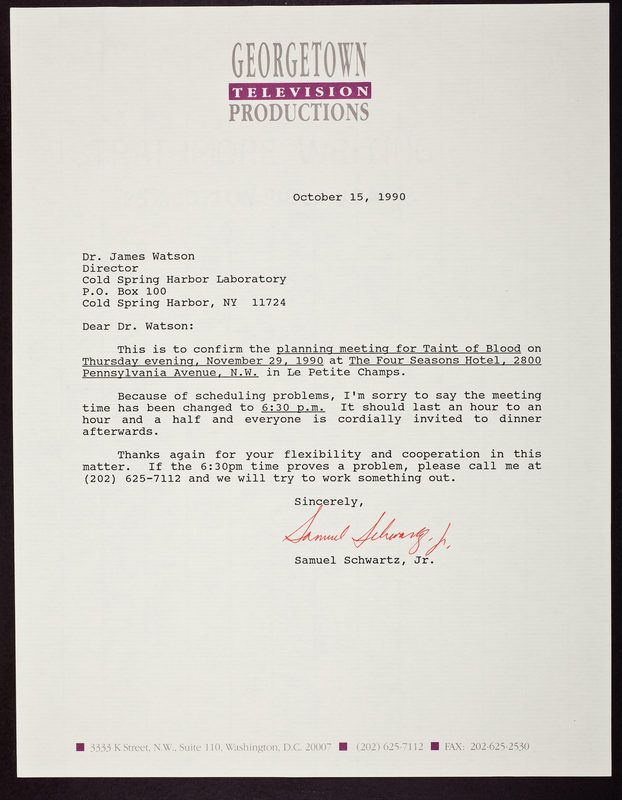 GEORGETOWN
TELEVISION
PRODUCTIONS
October 15, 1990
Dr. James Watson
Director
Cold Spring Harbor Laboratory
P.O. Box 100
Cold Spring Harbor, NY 11724
Dear Dr. Watson:
This is to confirm the planning meeting for Taint of Blood on
Thursday evening, November 29, 1990 at The Four Seasons Hotel, 2800
Pennsylvania Avenue, N.W. in Le Petite Champs.
Because of scheduling problems, I'm sorry to say the meeting
time has been changed to 6:30 p.m. It should last an hour to an
hour and a half and everyone is cordially invited to dinner
afterwards.
Thanks again for your flexibility and cooperation in this
matter. If the 6:30pm time proves a problem, please call me at
(202) 625-7112 and we will try to work something out.
Sincerely,
Samuel Schwartz, Jr.
Samuel Schwartz, Jr.
3333 K Street, N.W., Suite 110, Washington, D.C. 20007 (202) 625-7112 FAX: 202-625-2530